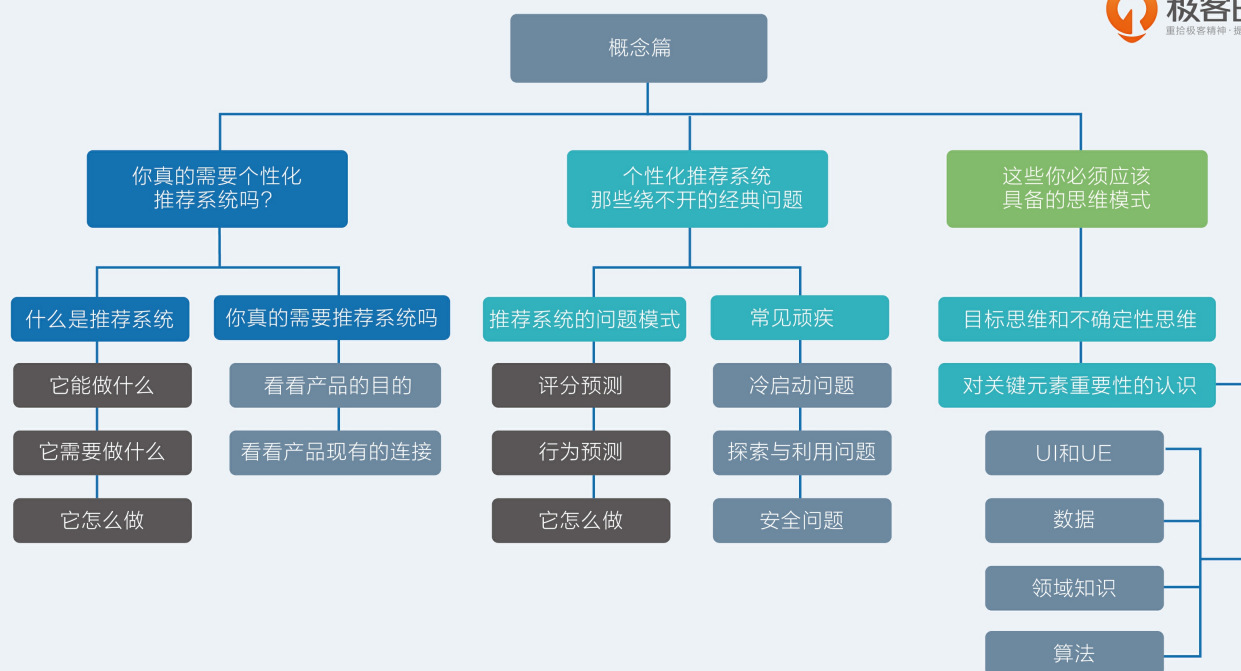 极客
重拾极客精神·提
概念篇
你真的需要个性化
推荐系统吗?
个性化推荐系统
那些绕不开的经典问题
这些你必须应该
具备的思维模式
什么是推荐系统
你真的需要推荐系统吗
推荐系统的问题模式
常见顽疾
目标思维和不确定性思维
它能做什么
看看产品的目的
评分预测
冷启动问题
对关键元素重要性的认识
它需要做什么
看看产品现有的连接
行为预测
探索与利用问题
UI和UE
它怎么做
它怎么做
安全问题
数据
领域知识
算法